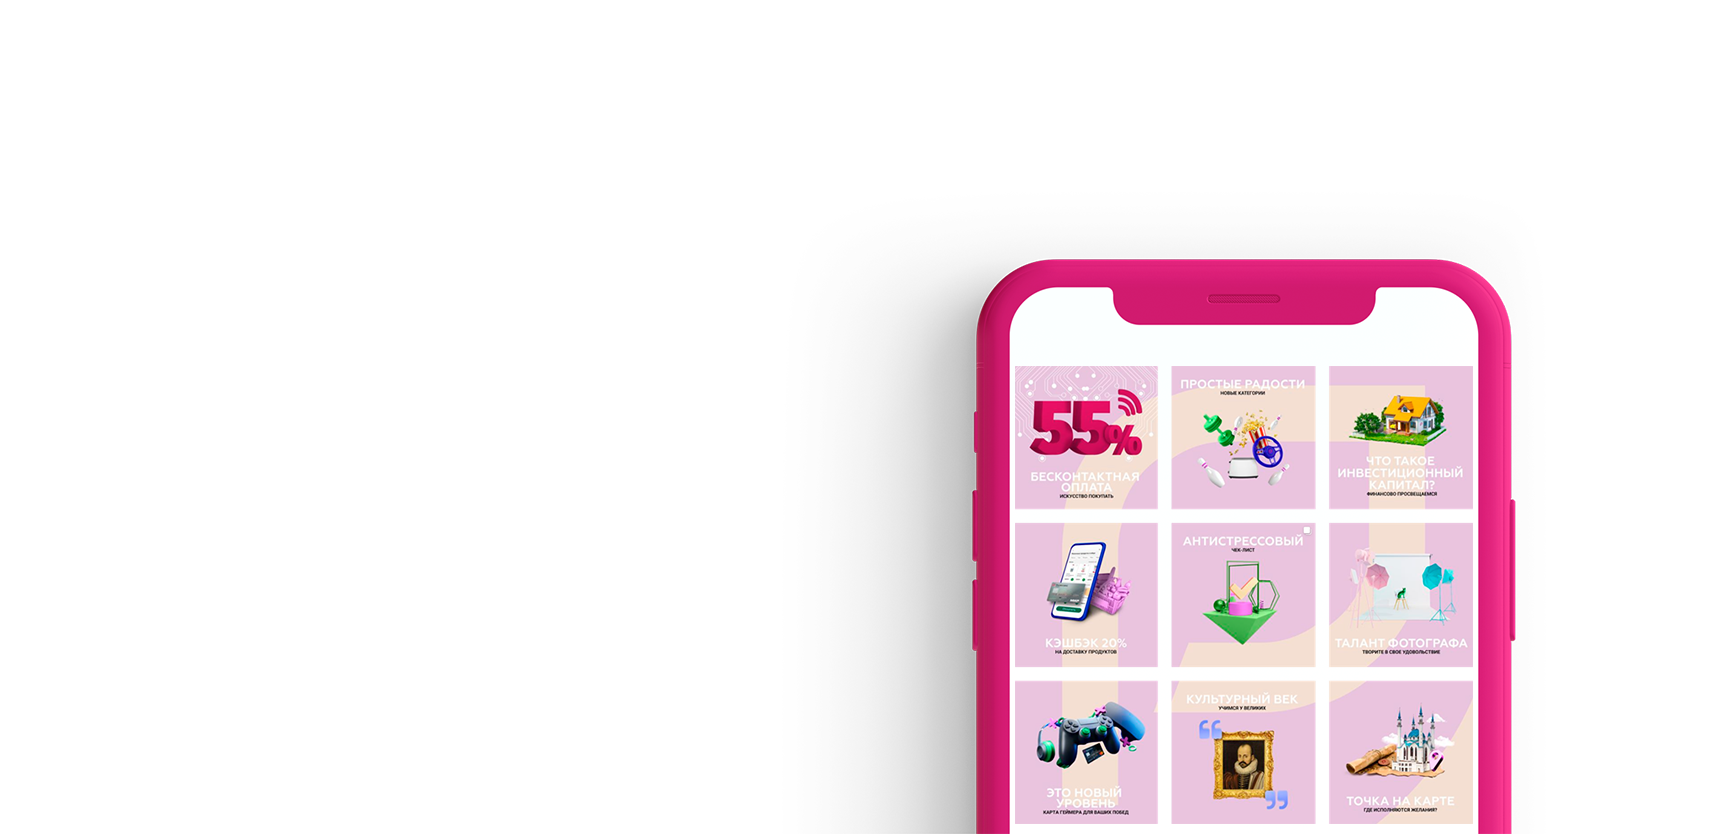 55%
БЕСКОНТАКТНАЯ
ОПЛАТА
ИСКУССТВО ПОКУПАТЬ
ПРОСТЫЕ РАДОСТИ
НОВЫЕ КАТЕГОРИИ
ЧТО ТАКОЕ
ИНВЕСТИЦИОННЫЙ
КАПИТАЛ?
ФИНАНСОВО ПРОСВЕЩАЕМСЯ
КЭШБЭК 20%
НА ДОСТАВКУ ПРОДУКТОВ
АНТИСТРЕССОВЫЙ
ЧЕК-ЛИСТ
ТАЛАНТ ФОТОГРАФА
ТВОРИТЕ В СВОЕ УДОВОЛЬСТВИЕ
ЭТО НОВЫЙ
УРОВЕНЬ
КАРТА ГЕЙМЕРА ДЛЯ ВАШИХ ПОБЕД
КУЛЬТУРНЫЙ ВЕК
УЧИМСЯ У ВЕЛИКИХ
ТОЧКА НА КАРТЕ
ГДЕ ИСПОЛНЯЮТСЯ ЖЕЛАНИЯ?